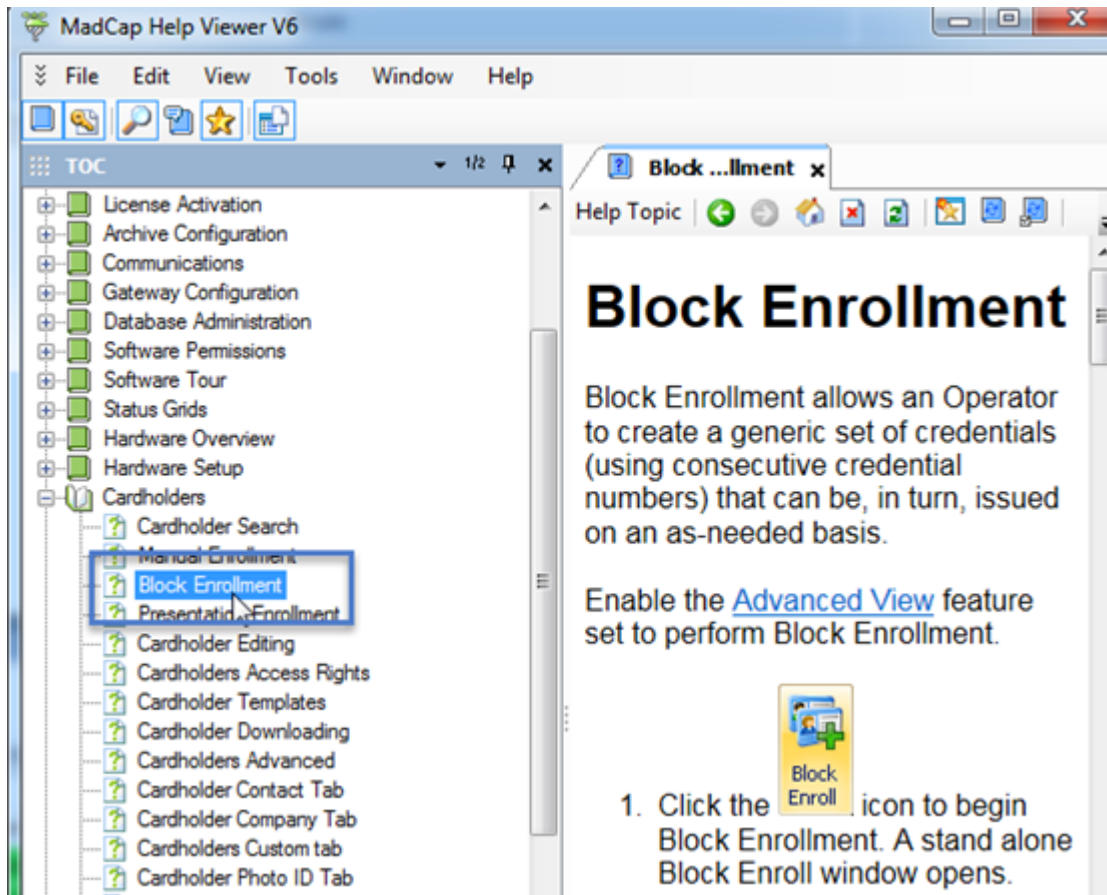 MadCap Help Viewer V6
File Edit View Tools Window Help
TOC 1/2
License Activation
Archive Configuration
Communications
Gateway Configuration
Database Administration
Software Permissions
Software Tour
Status Grids
Hardware Overview
Hardware Setup
Cardholders
Cardholder Search
Manual Enrollment
Block Enrollment
Presentation Enrollment
Cardholder Editing
Cardholders Access Rights
Cardholder Templates
Cardholder Downloading
Cardholders Advanced
Cardholder Contact Tab
Cardholder Company Tab
Cardholders Custom tab
Cardholder Photo ID Tab
Block ...llment x
Help Topic
Block Enrollment
Block Enrollment allows an Operator
to create a generic set of credentials
(using consecutive credential
numbers) that can be, in turn, issued
on an as-needed basis.
Enable the Advanced View feature
set to perform Block Enrollment.
Block
Enroll
1. Click the icon to begin
Block Enrollment. A stand alone
Block Enroll window opens.